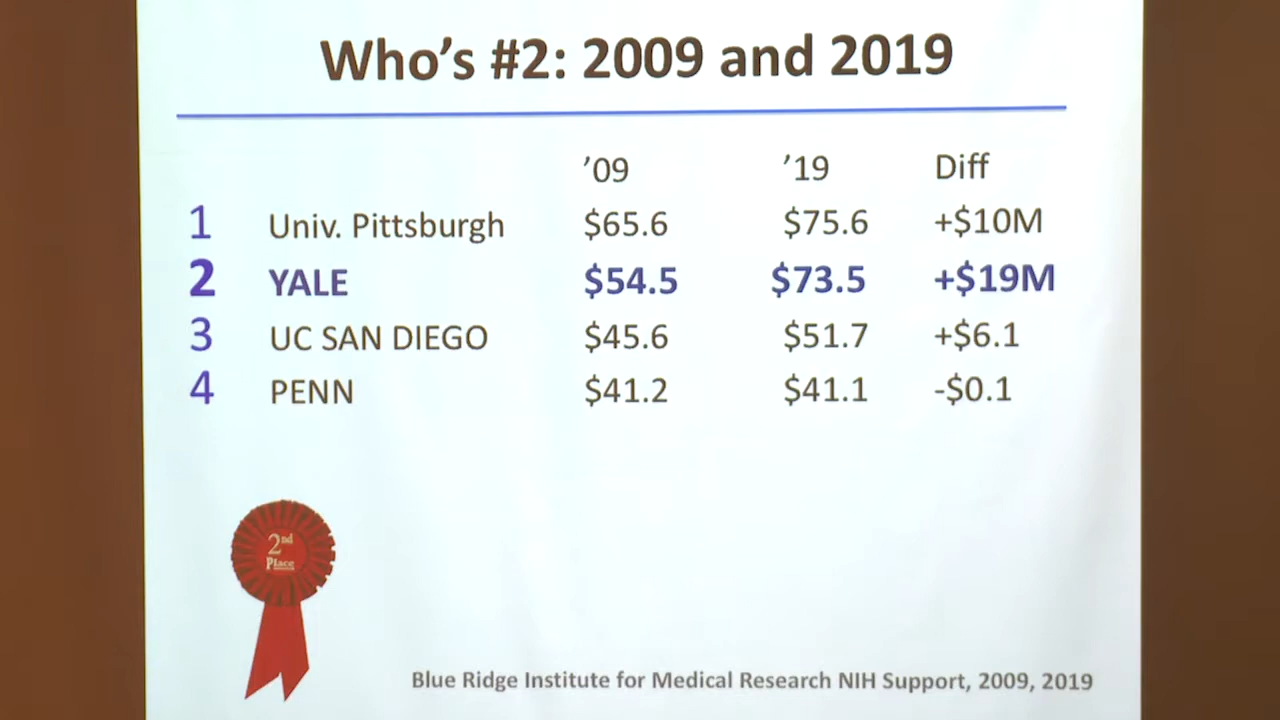 Who's #2: 2009 and 2019
'09 '19 Diff
1 Univ. Pittsburgh $65.6 $75.6 +$10M
2 YALE $54.5 $73.5 +$19M
3 UC SAN DIEGO $45.6 $51.7 +$6.1
4 PENN $41.2 $41.1 -$0.1
2nd
Place
Blue Ridge Institute for Medical Research NIH Support, 2009, 2019